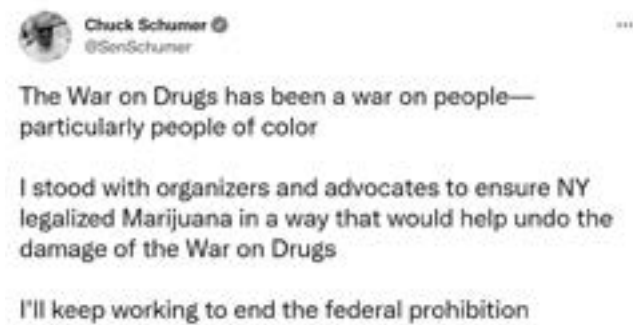 Chuck Schumer
@SenSchumer
The War on Drugs has been a war on people—
particularly people of color
I stood with organizers and advocates to ensure NY
legalized Marijuana in a way that would help undo the
damage of the War on Drugs
I'll keep working to end the federal prohibition